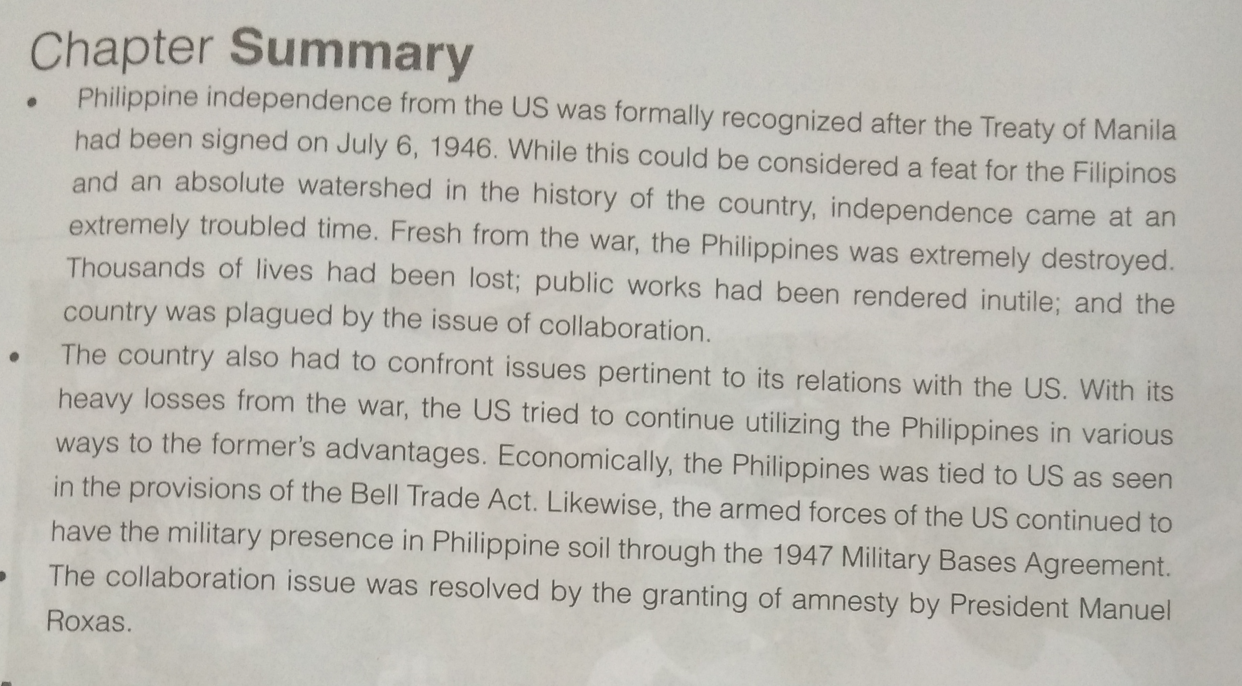 Chapter Summary
• Philippine independence from the US was formally recognized after the Treaty of Manila
had been signed on July 6, 1946. While this could be considered a feat for the Filipinos
and an absolute watershed in the history of the country, independence came at an
extremely troubled time. Fresh from the war, the Philippines was extremely destroyed.
Thousands of lives had been lost; public works had been rendered inutile; and the
country was plagued by the issue of collaboration.
• The country also had to confront issues pertinent to its relations with the US. With its
heavy losses from the war, the US tried to continue utilizing the Philippines in various
ways to the former's advantages. Economically, the Philippines was tied to US as seen
in the provisions of the Bell Trade Act. Likewise, the armed forces of the US continued to
have the military presence in Philippine soil through the 1947 Military Bases Agreement.
• The collaboration issue was resolved by the granting of amnesty by President Manuel
Roxas.